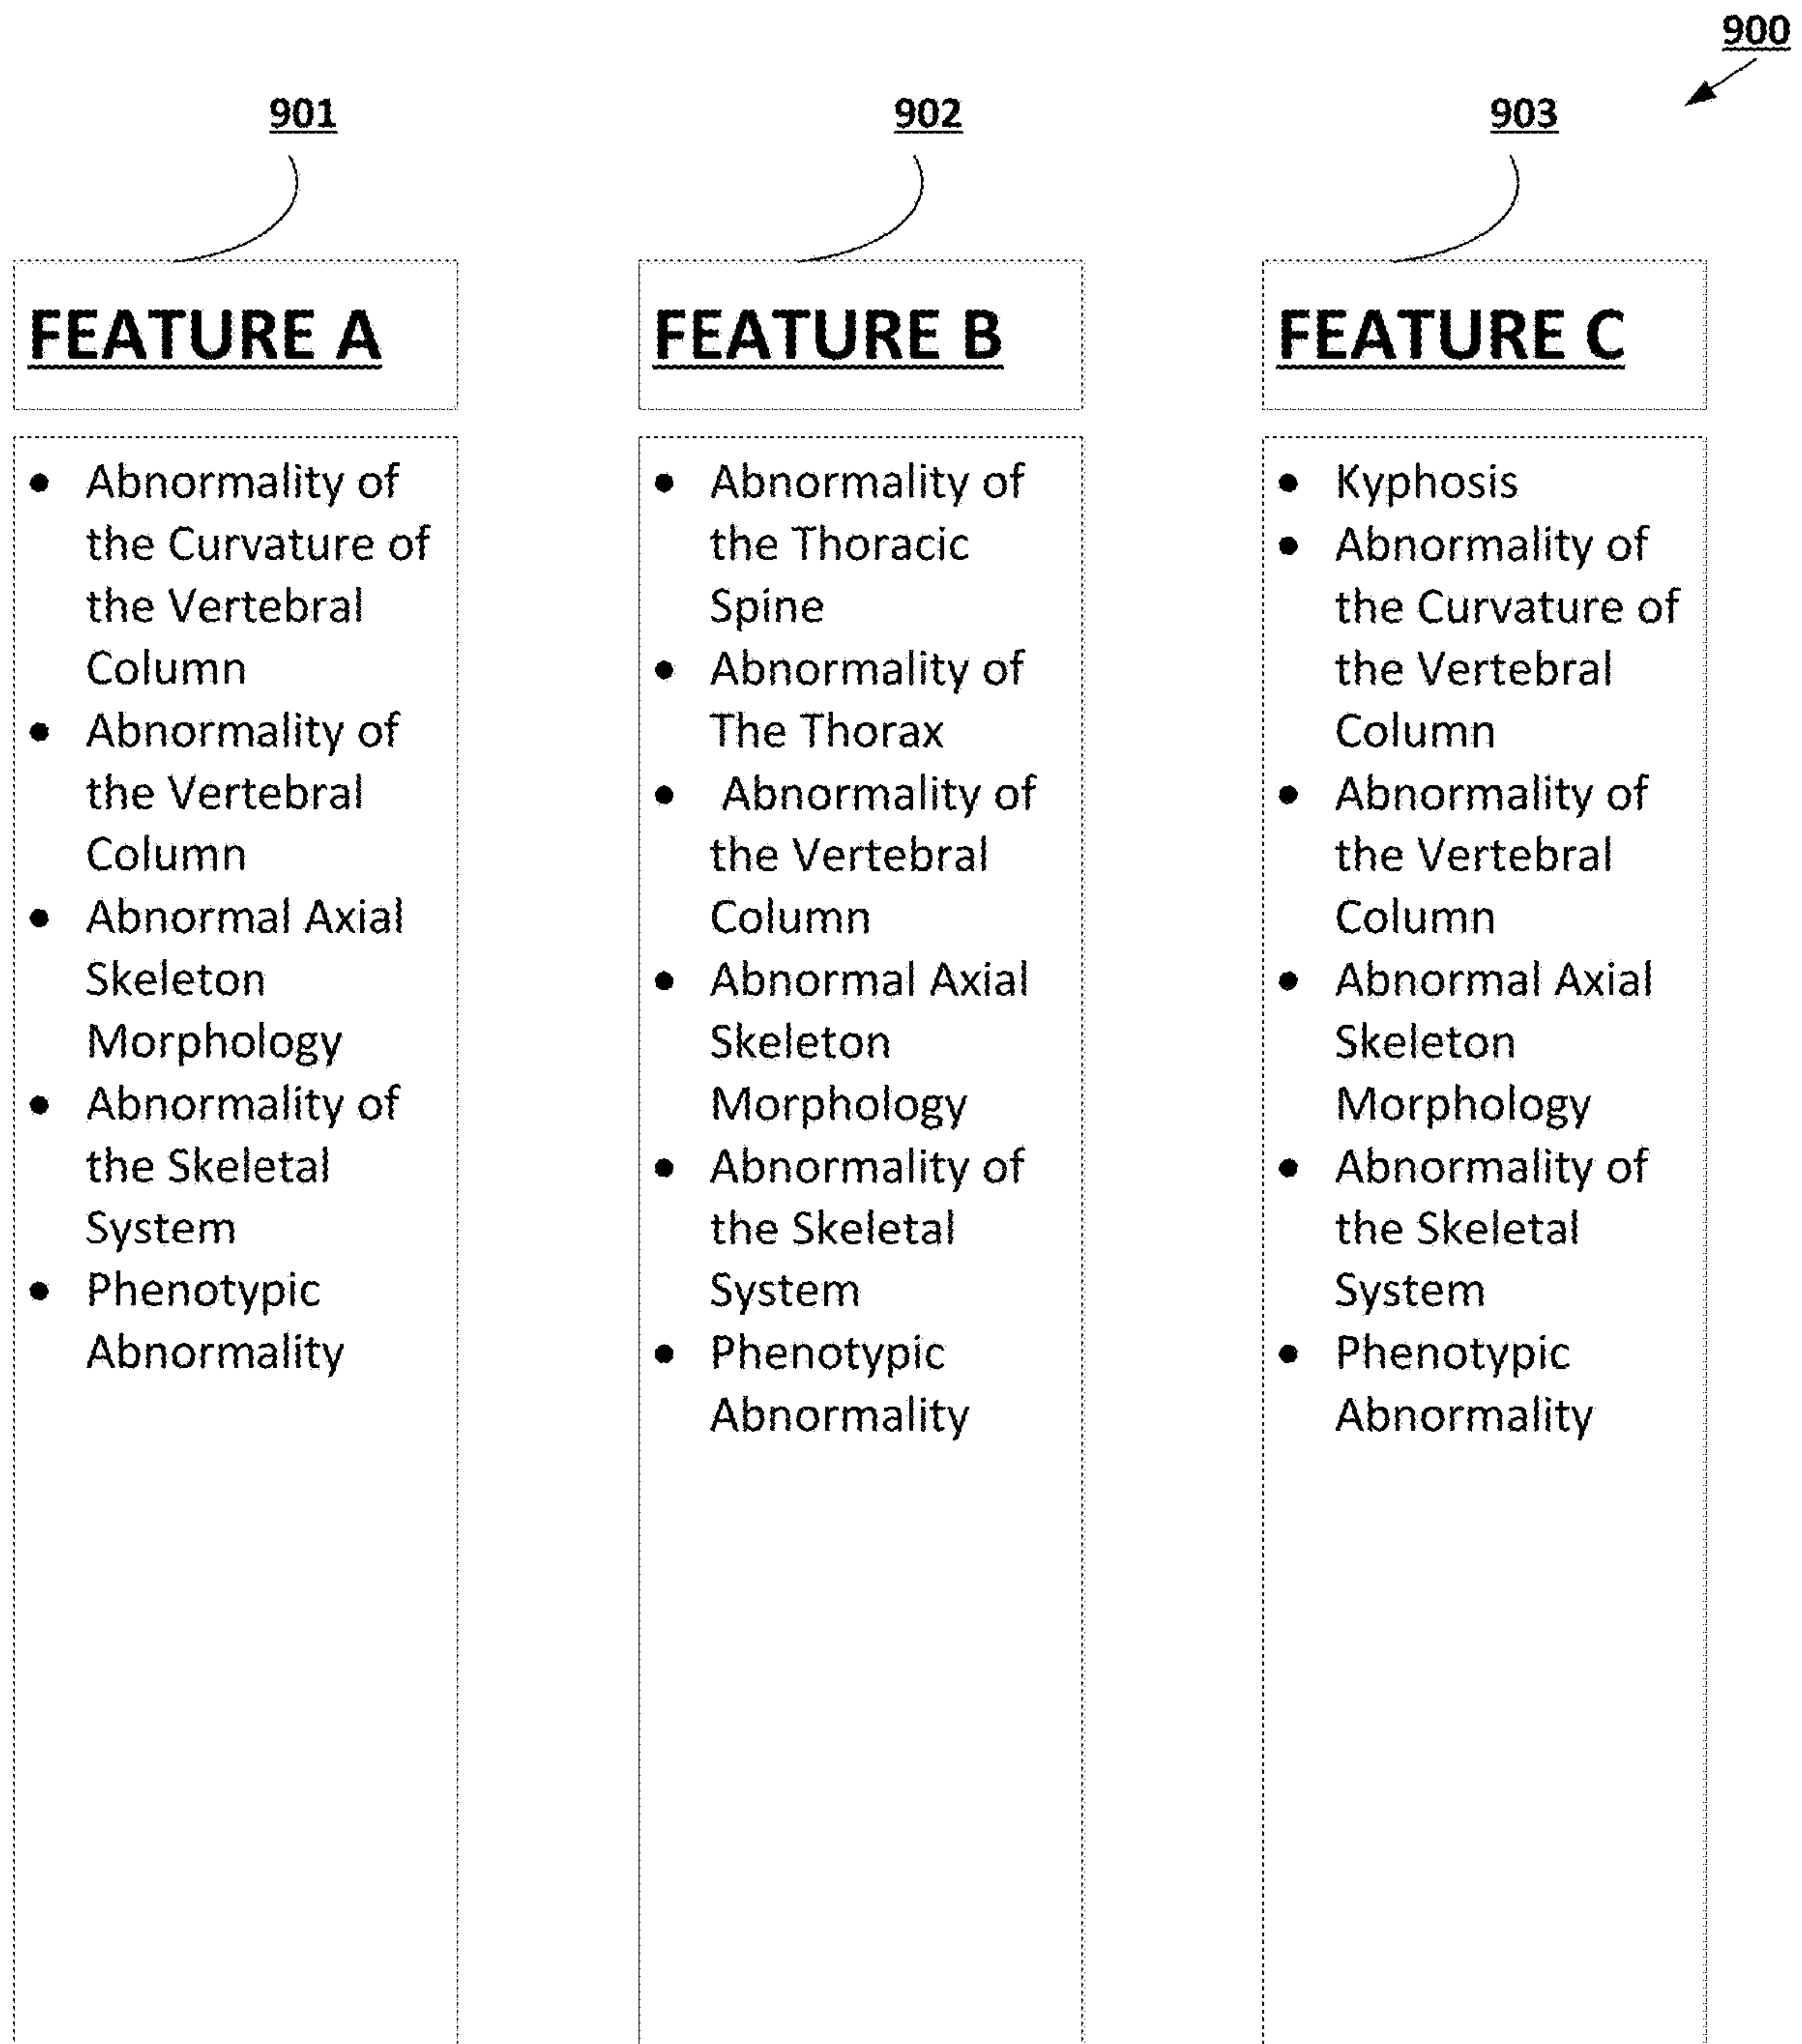 900
901
902
903
FEATURE A
• Abnormality of
the Curvature of
the Vertebral
Column
• Abnormality of
the Vertebral
Column
• Abnormal Axial
Skeleton
Morphology
• Abnormality of
the Skeletal
System
• Phenotypic
Abnormality
FEATURE B
• Abnormality of
the Thoracic
Spine
• Abnormality of
The Thorax
• Abnormality of
the Vertebral
Column
• Abnormal Axial
Skeleton
Morphology
• Abnormality of
the Skeletal
System
• Phenotypic
Abnormality
FEATURE C
• Kyphosis
• Abnormality of
the Curvature of
the Vertebral
Column
• Abnormality of
the Vertebral
Column
• Abnormal Axial
Skeleton
Morphology
• Abnormality of
the Skeletal
System
• Phenotypic
Abnormality